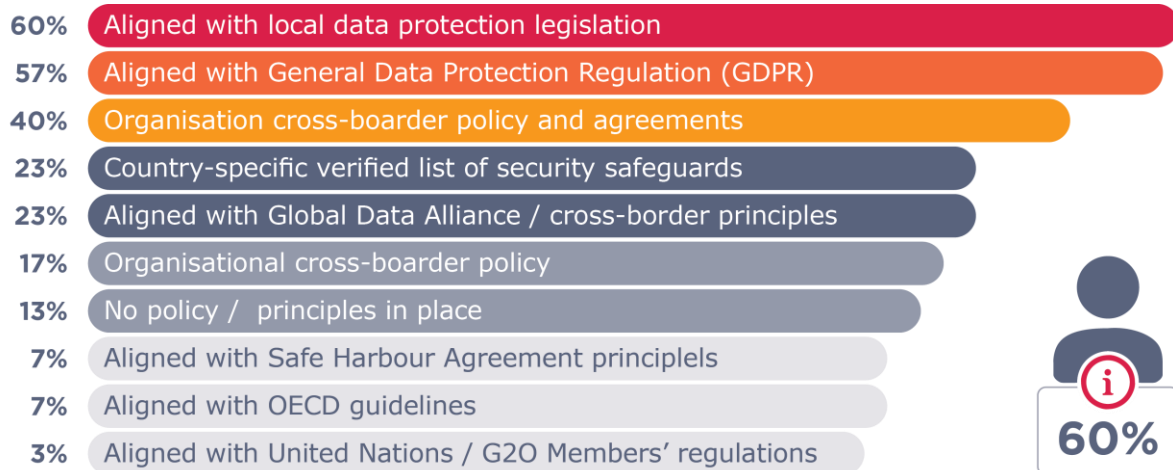 60% Aligned with local data protection legislation
57% Aligned with General Data Protection Regulation (GDPR)
40% Organisation cross-boarder policy and agreements
23% Country-specific verified list of security safeguards
23% Aligned with Global Data Alliance / cross-border principles
17% Organisational cross-boarder policy
13% No policy /  principles in place
7% Aligned with Safe Harbour Agreement principlels
7% Aligned with OECD guidelines
3% Aligned with United Nations / G2O Members’ regulations
i
60%